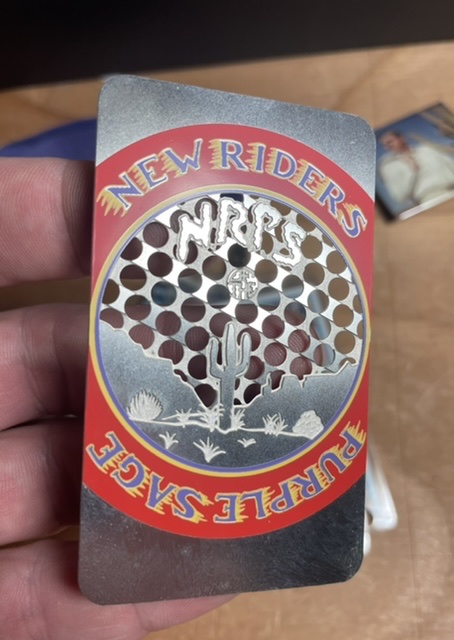 NEW RIDERS
NRPS
OF THE
PURPLE SAGE